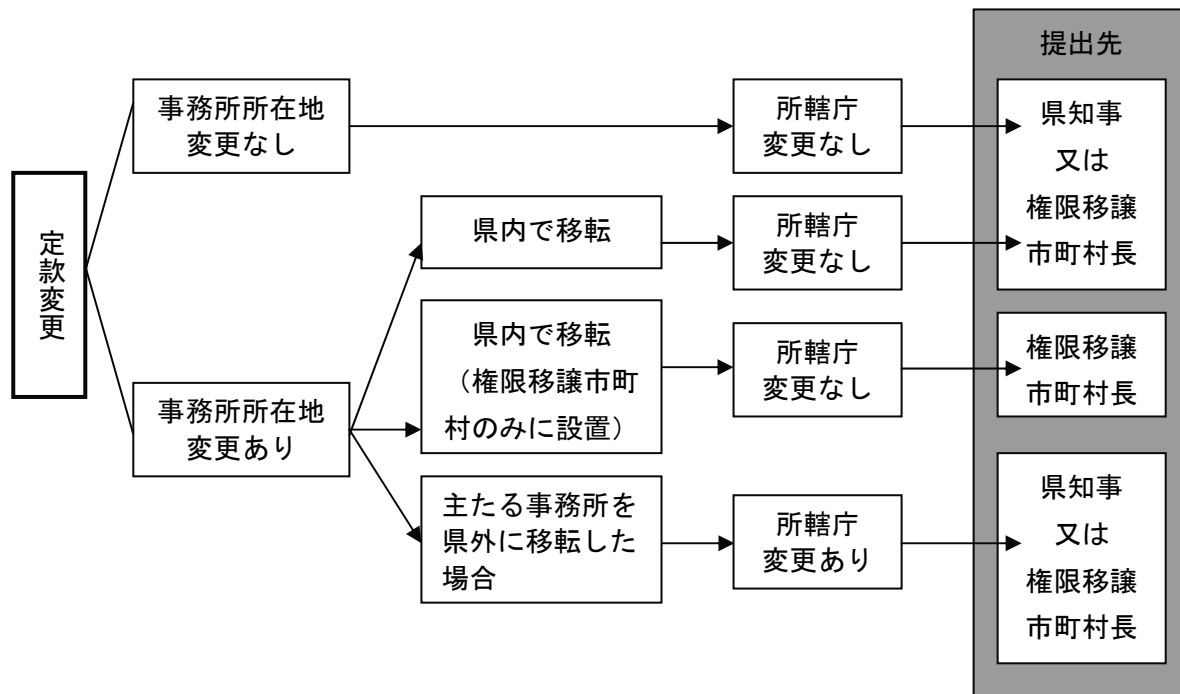 提出先
定款変更
事務所所在地
変更なし
所轄庁
変更なし
県知事
又は
権限移譲
市町村長
県内で移転
所轄庁
変更なし
事務所所在地
変更あり
県内で移転
（権限移譲市町
村のみに設置）
所轄庁
変更なし
権限移譲
市町村長
主たる事務所を
県外に移転した
場合
所轄庁
変更あり
県知事
又は
権限移譲
市町村長